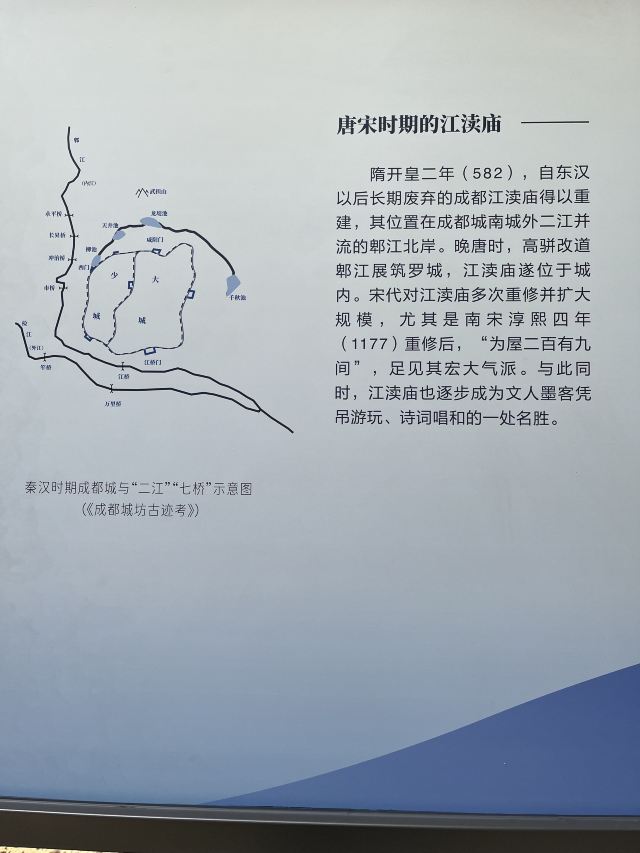 唐宋时期的江渎庙
隋开皇二年（582），自东汉
以后长期废弃的成都江渎庙得以重
建，其位置在成都城南城外二江并
流的郫江北岸。晚唐时，高骈改道
郫江展筑罗城，江渎庙遂位于城
内。宋代对江渎庙多次重修并扩大
规模，尤其是南宋淳熙四年
（1177）重修后，“为屋二百有九
间”，足见其宏大气派。与此同
时，江渎庙也逐步成为文人墨客凭
吊游玩、诗词唱和的一处名胜。
郫
江
(内江)
武担山
永平桥
龙堤池
天井池
长昇桥
咸阳门
柳池
冲治桥
西门
少
大
市桥
千秋池
城
城
检
江
(外江)
江桥门
笮桥
江桥
万里桥
秦汉时期成都城与“二江”“七桥”示意图
(《成都城坊古迹考》)